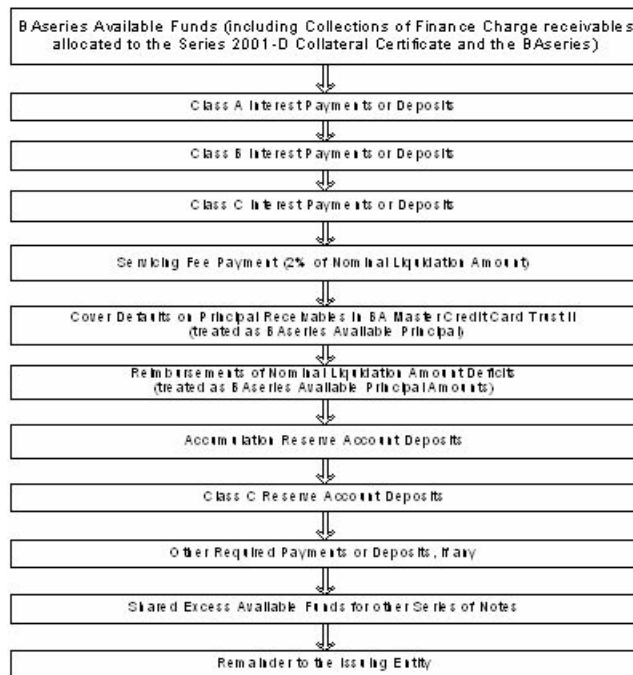 BAseries Available Funds (including Collections of Finance Charge receivables
allocated to the Series 2001-D Collateral Certificate and the BAseries)
Class A Interest Payments or Deposits
Class B Interest Payments or Deposits
Class C Interest Payments or Deposits
Servicing Fee Payment (2% of Nominal Liquidation Amount)
Cover Defaults on Principal Receivables in BA Master Credit Card Trust II
(treated as BAseries Available Principal)
Reimbursements of Nominal Liquidation Amount Deficits
(treated as BAseries Available Principal Amounts)
Accumulation Reserve Account Deposits
Class C Reserve Account Deposits
Other Required Payments or Deposits, if any
Shared Excess Available Funds for other Series of Notes
Remainder to the Issuing Entity